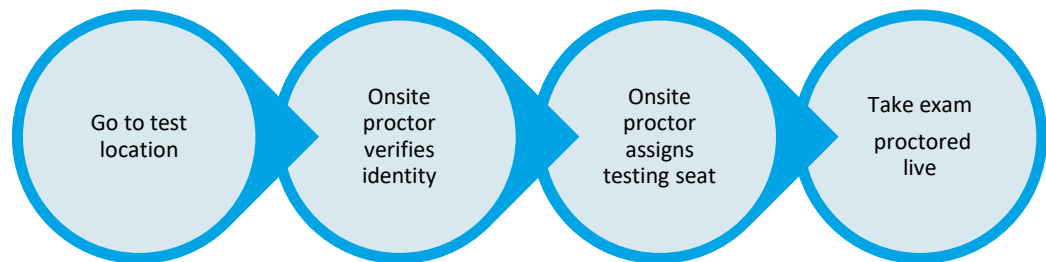 Go to test
location
Onsite
proctor
verifies
identity
Onsite
proctor
assigns
testing seat
Take exam
proctored
live